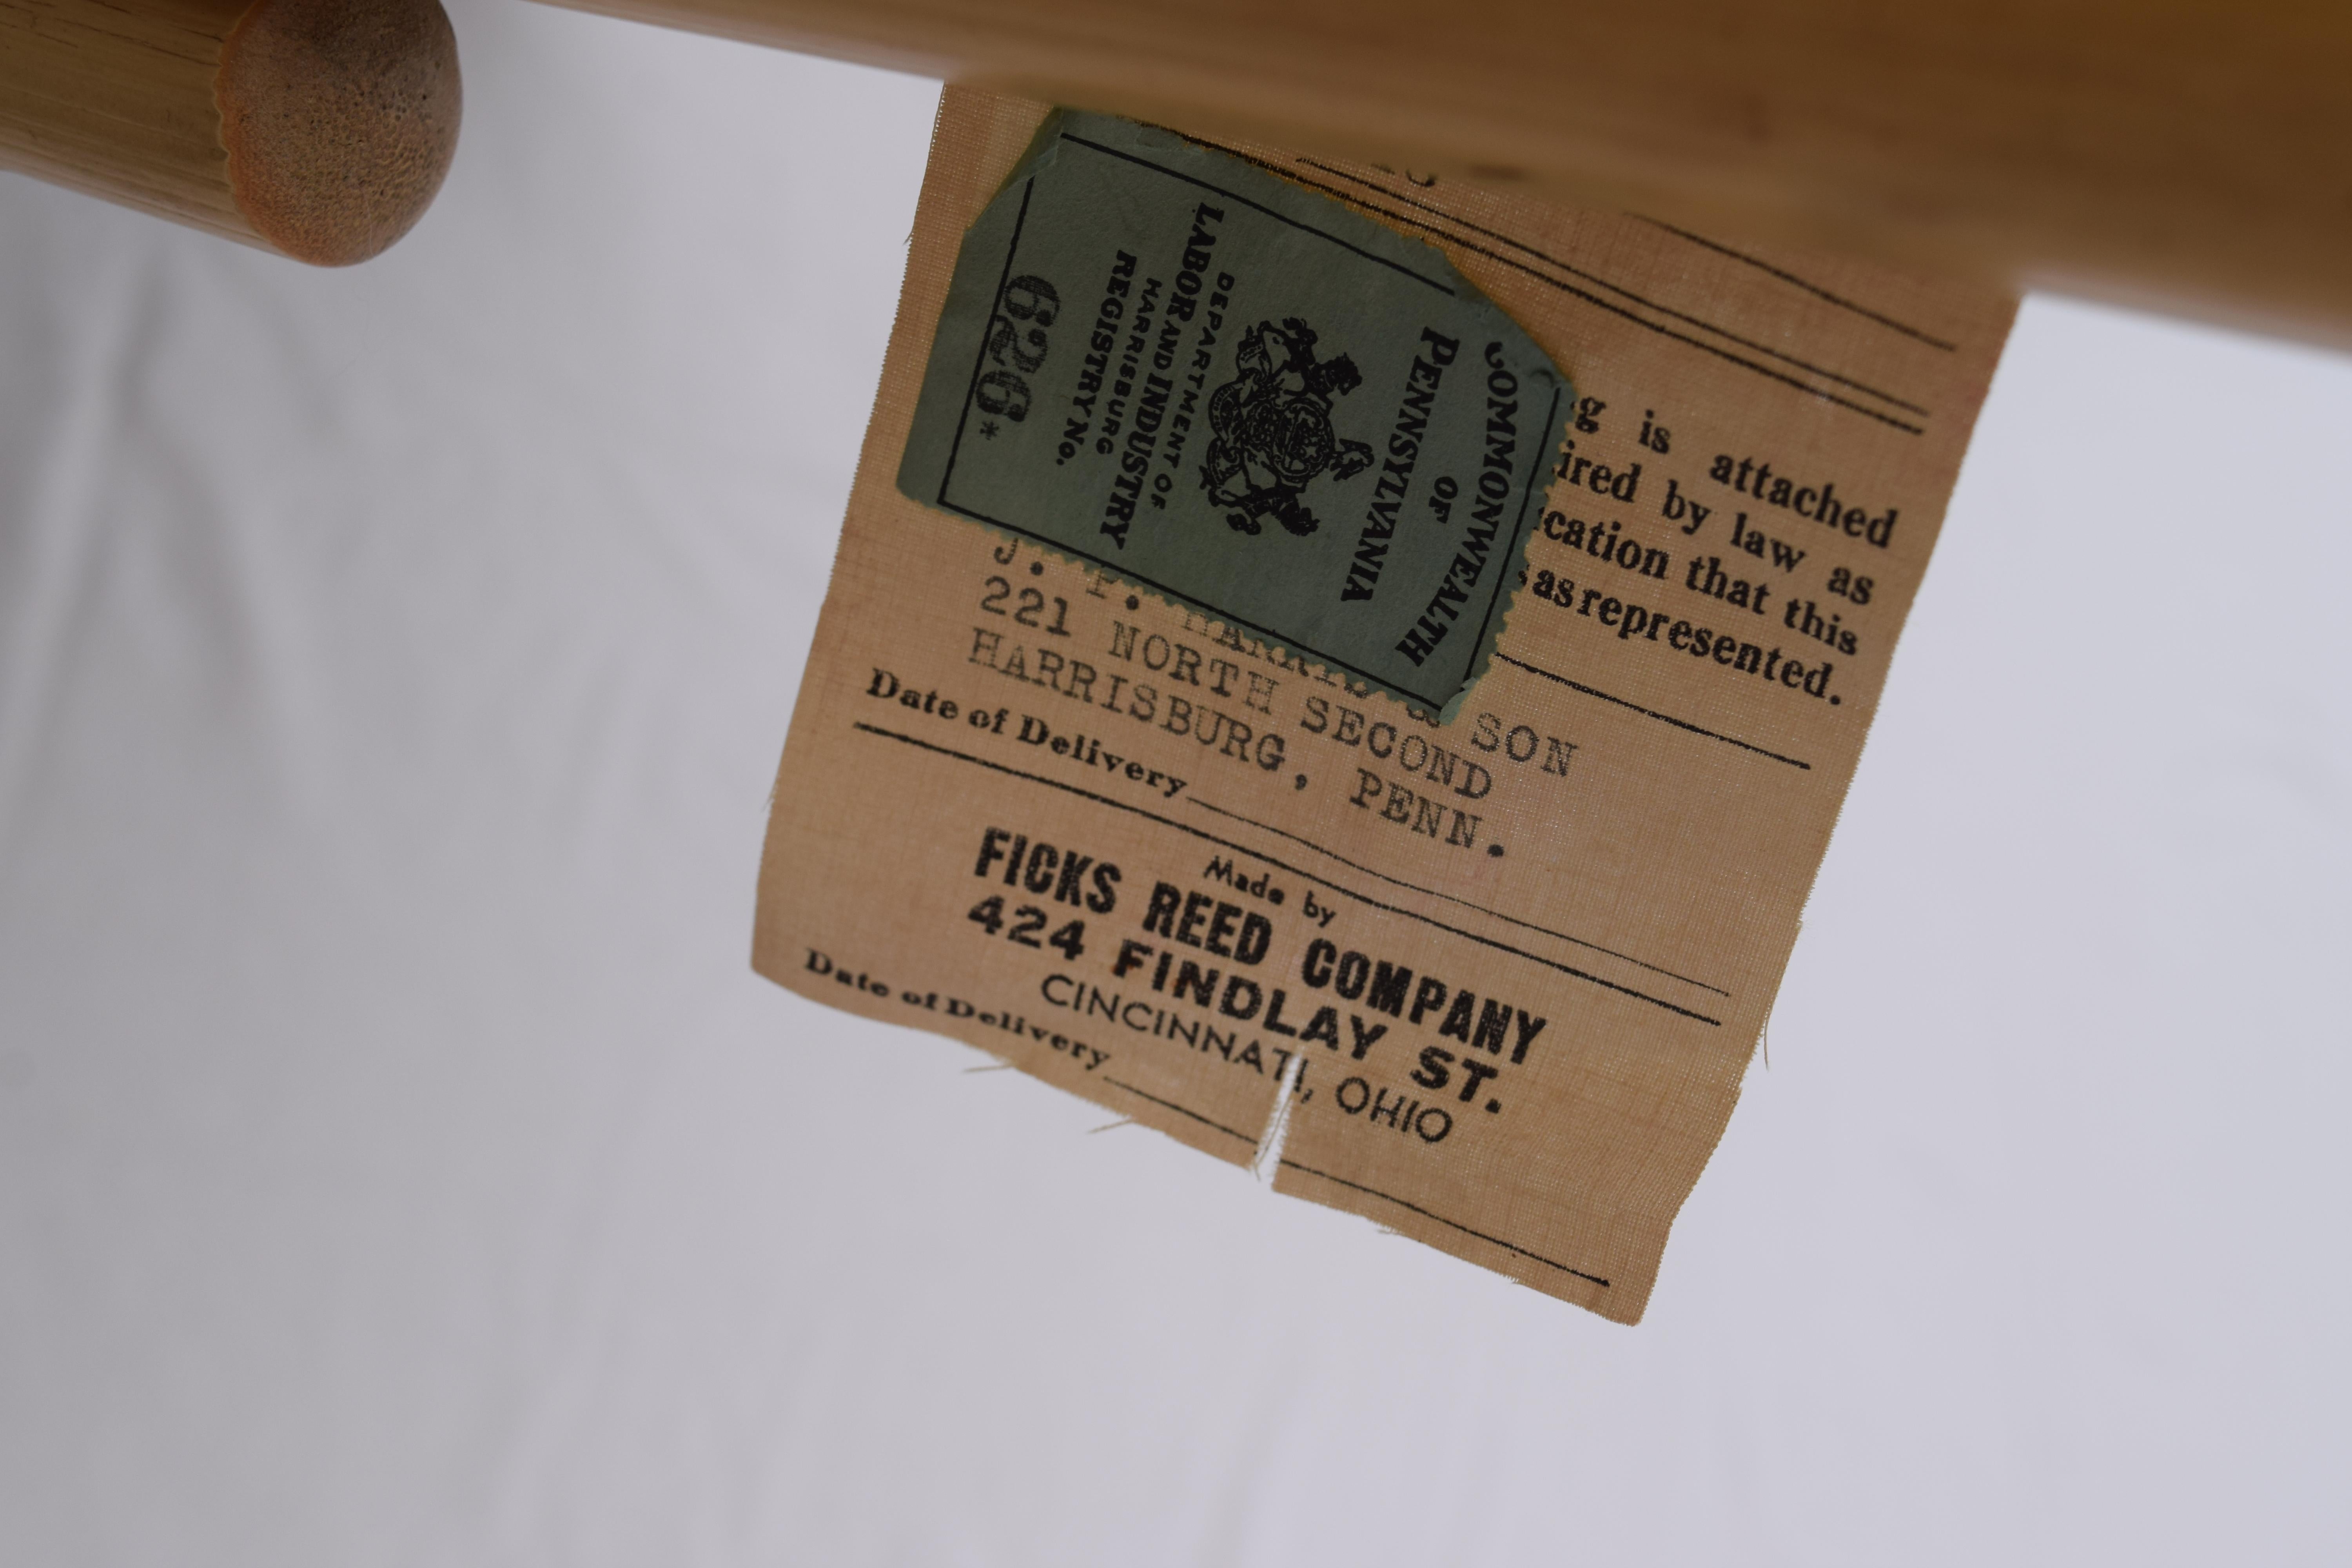 COMMONWEALTH
OF
PENNSYLVANIA
DEPARTMENT OF
LABOR AND INDUSTRY
HARRISBURG
REGISTRY No.
626*
is attached
by law as
that this
as represented.
J. & SON
221 NORTH SECOND
HARRISBURG, PENN.
Date of Delivery
Made by
FICKS REED COMPANY
424 FINDLAY ST.
CINCINNATI, OHIO
Date of Delivery